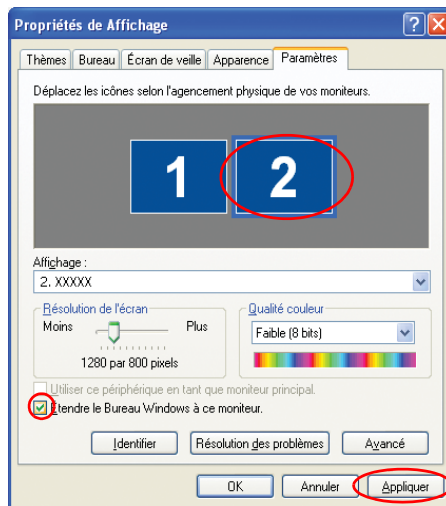 Propriétés de Affichage
Thèmes Bureau Écran de veille Apparence Paramètres
Déplacez les icônes selon l'agencement physique de vos moniteurs.
1 2
Affichage :
2. XXXXX
Résolution de l'écran
Moins Plus
1280 par 800 pixels
Qualité couleur
Faible (8 bits)
Utiliser ce périphérique en tant que moniteur principal.
Etendre le Bureau Windows à ce moniteur.
Identifier Résolution des problèmes Avancé
OK Annuler Appliquer